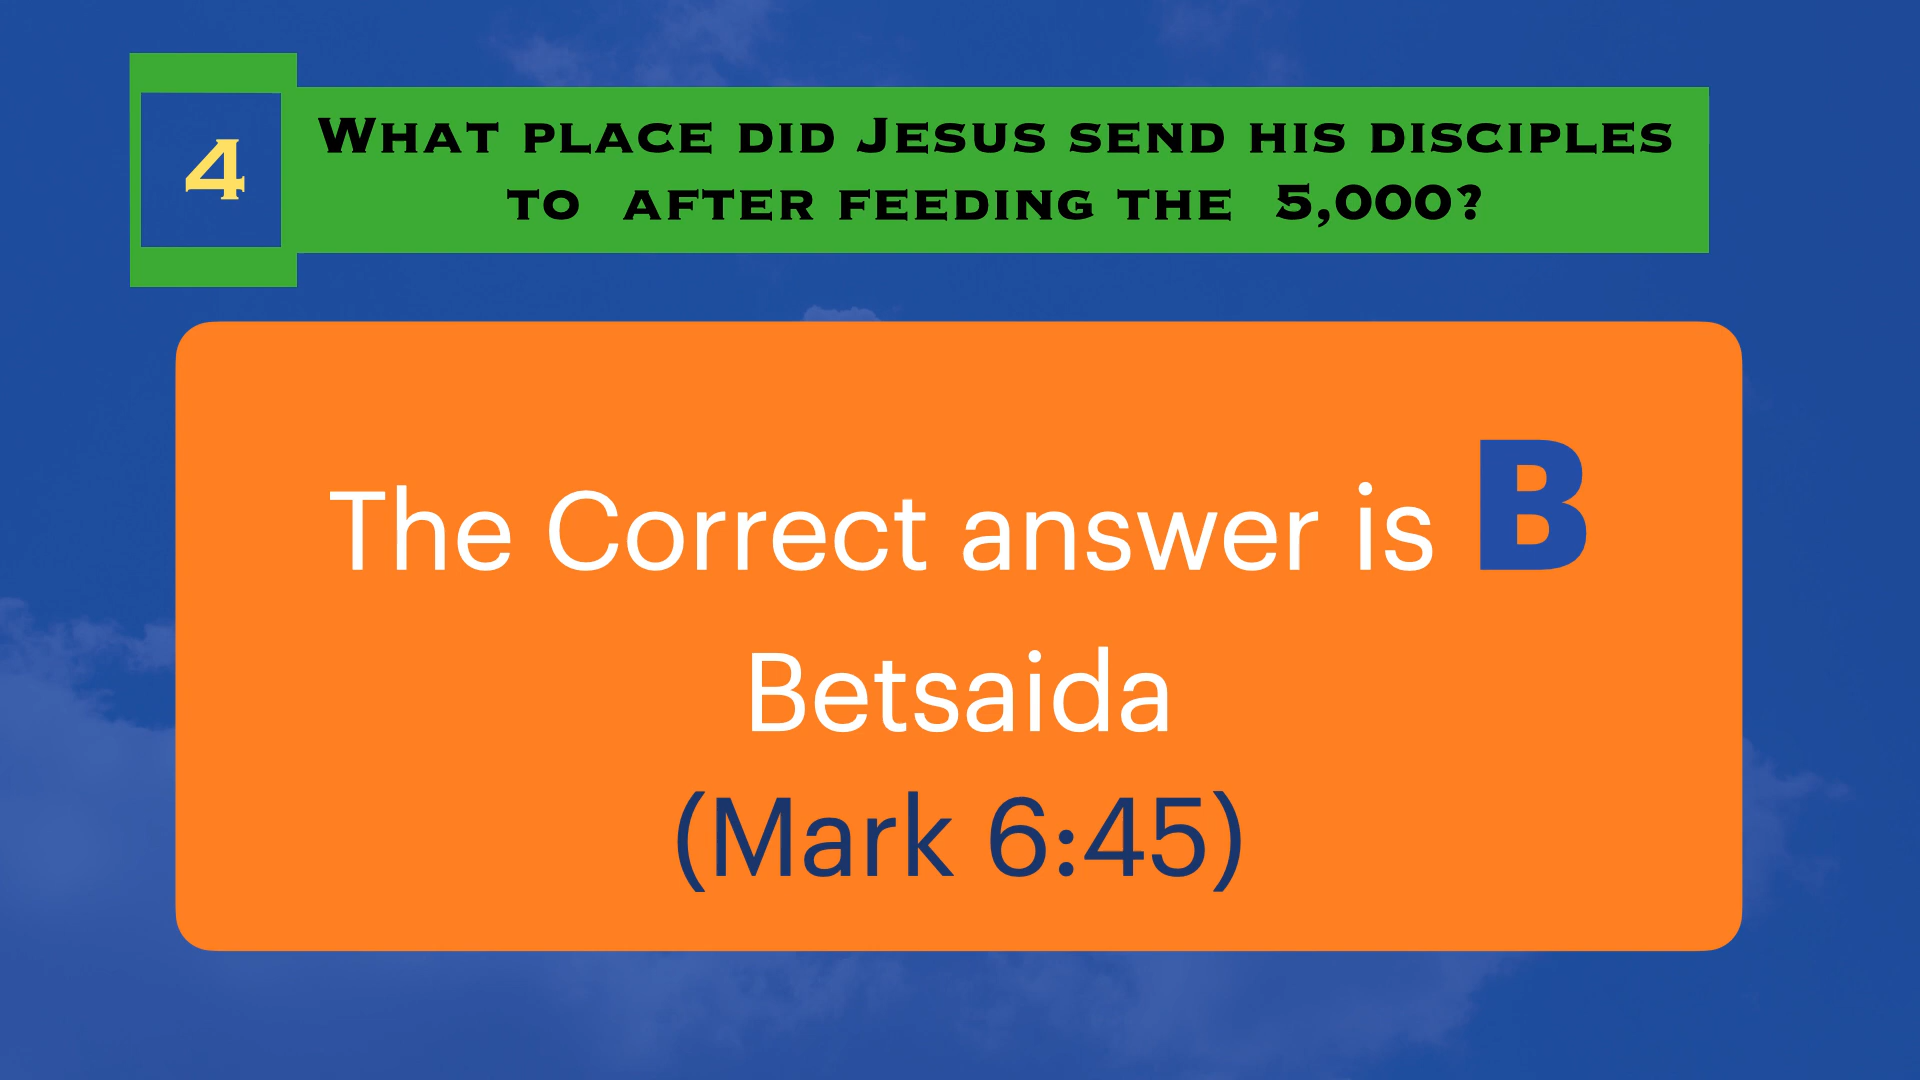 4
What place did Jesus send his disciples
to after feeding the 5,000?
The Correct answer is B
Betsaida
(Mark 6:45)